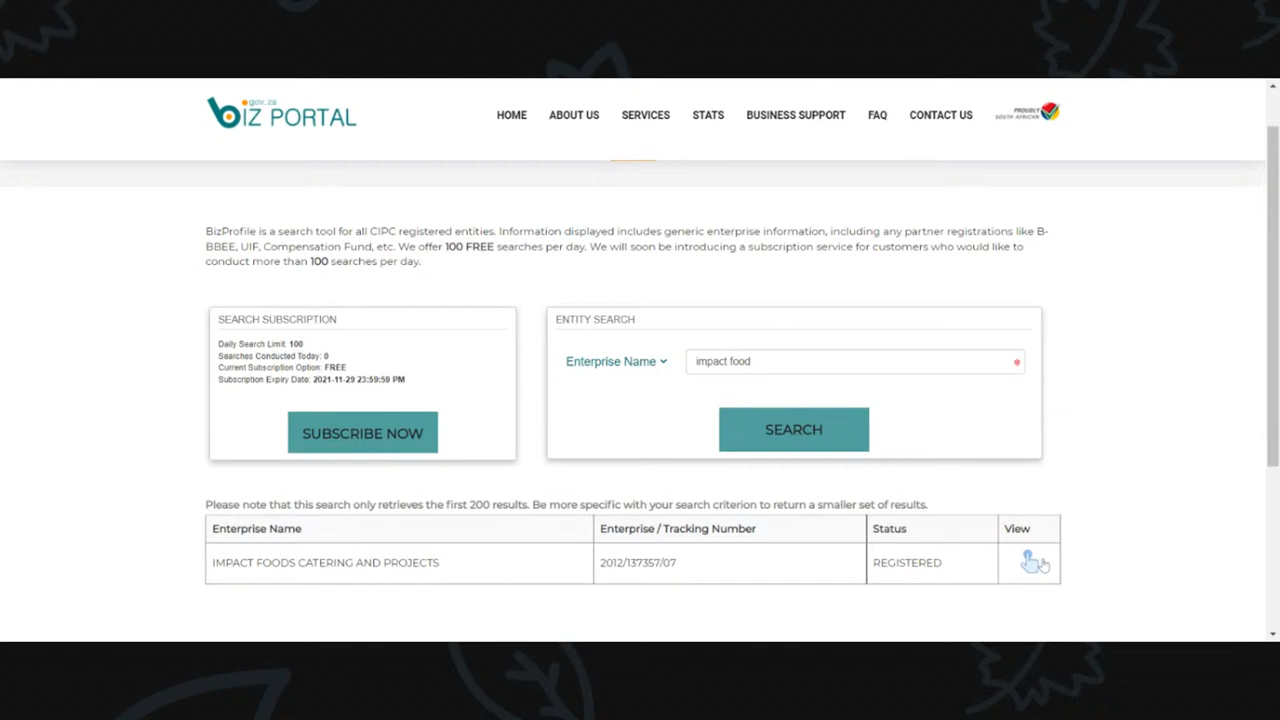 gov.za
biz PORTAL
HOME ABOUT US SERVICES STATS BUSINESS SUPPORT FAQ CONTACT US
PROUDLY
SOUTH AFRICAN
BizProfile is a search tool for all CIPC registered entities. Information displayed includes generic enterprise information, including any partner registrations like B-
BBEE, UIF, Compensation Fund, etc. We offer 100 FREE searches per day. We will soon be introducing a subscription service for customers who would like to
conduct more than 100 searches per day.
SEARCH SUBSCRIPTION
Daily Search Limit: 100
Searches Conducted Today: 0
Current Subscription Option: FREE
Subscription Expiry Date: 2021-11-29 23:59:59 PM
SUBSCRIBE NOW
ENTITY SEARCH
Enterprise Name impact food *
SEARCH
Please note that this search only retrieves the first 200 results. Be more specific with your search criterion to return a smaller set of results.
Enterprise Name Enterprise / Tracking Number Status View
IMPACT FOODS CATERING AND PROJECTS 2012/137357/07 REGISTERED